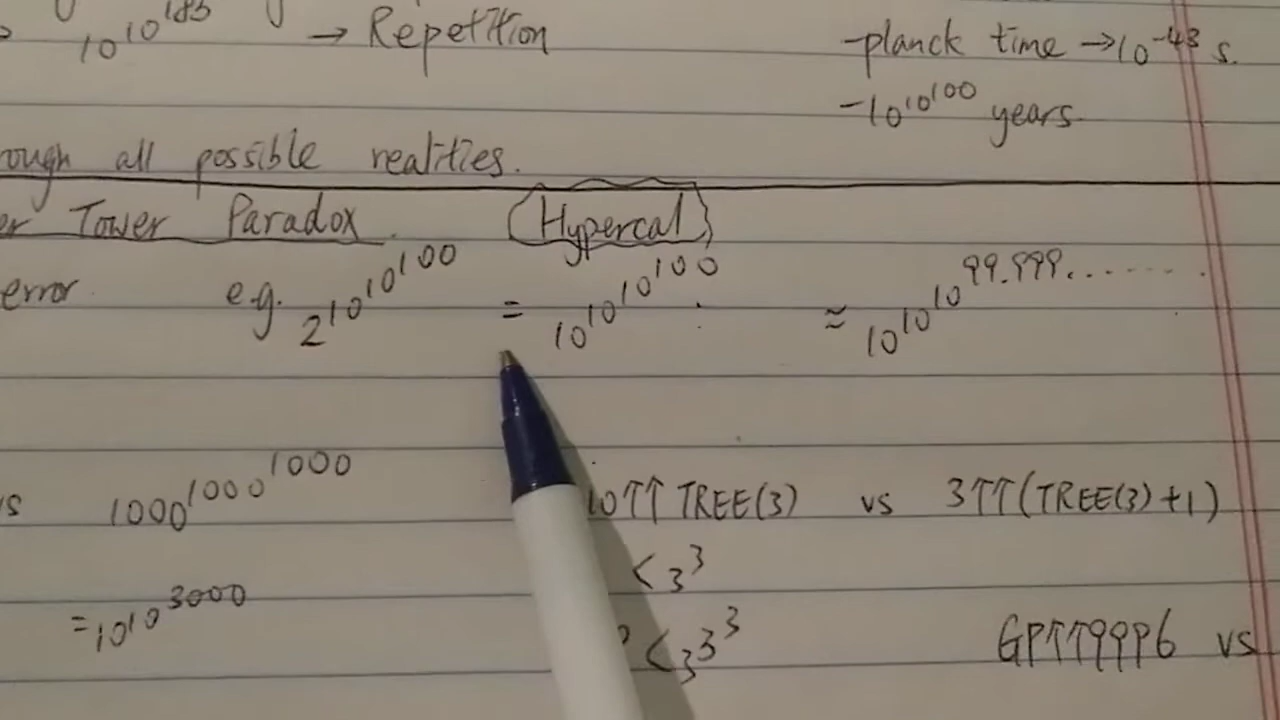 10^10^185 → Repetition
-planck time → 10^-43 s.
-10^10^100 years
rough all possible realities.
er Tower Paradox. (Hypercal)
error e.g. 2^10^10^100 = 10^10^10^100 ≈ 10^10^10^99.999........
vs 1000^1000^1000 10↑↑TREE(3) vs 3↑↑(TREE(3)+1)
=10^10^3000 < 3^3
< 3^3^3 GP↑↑99P6 vs